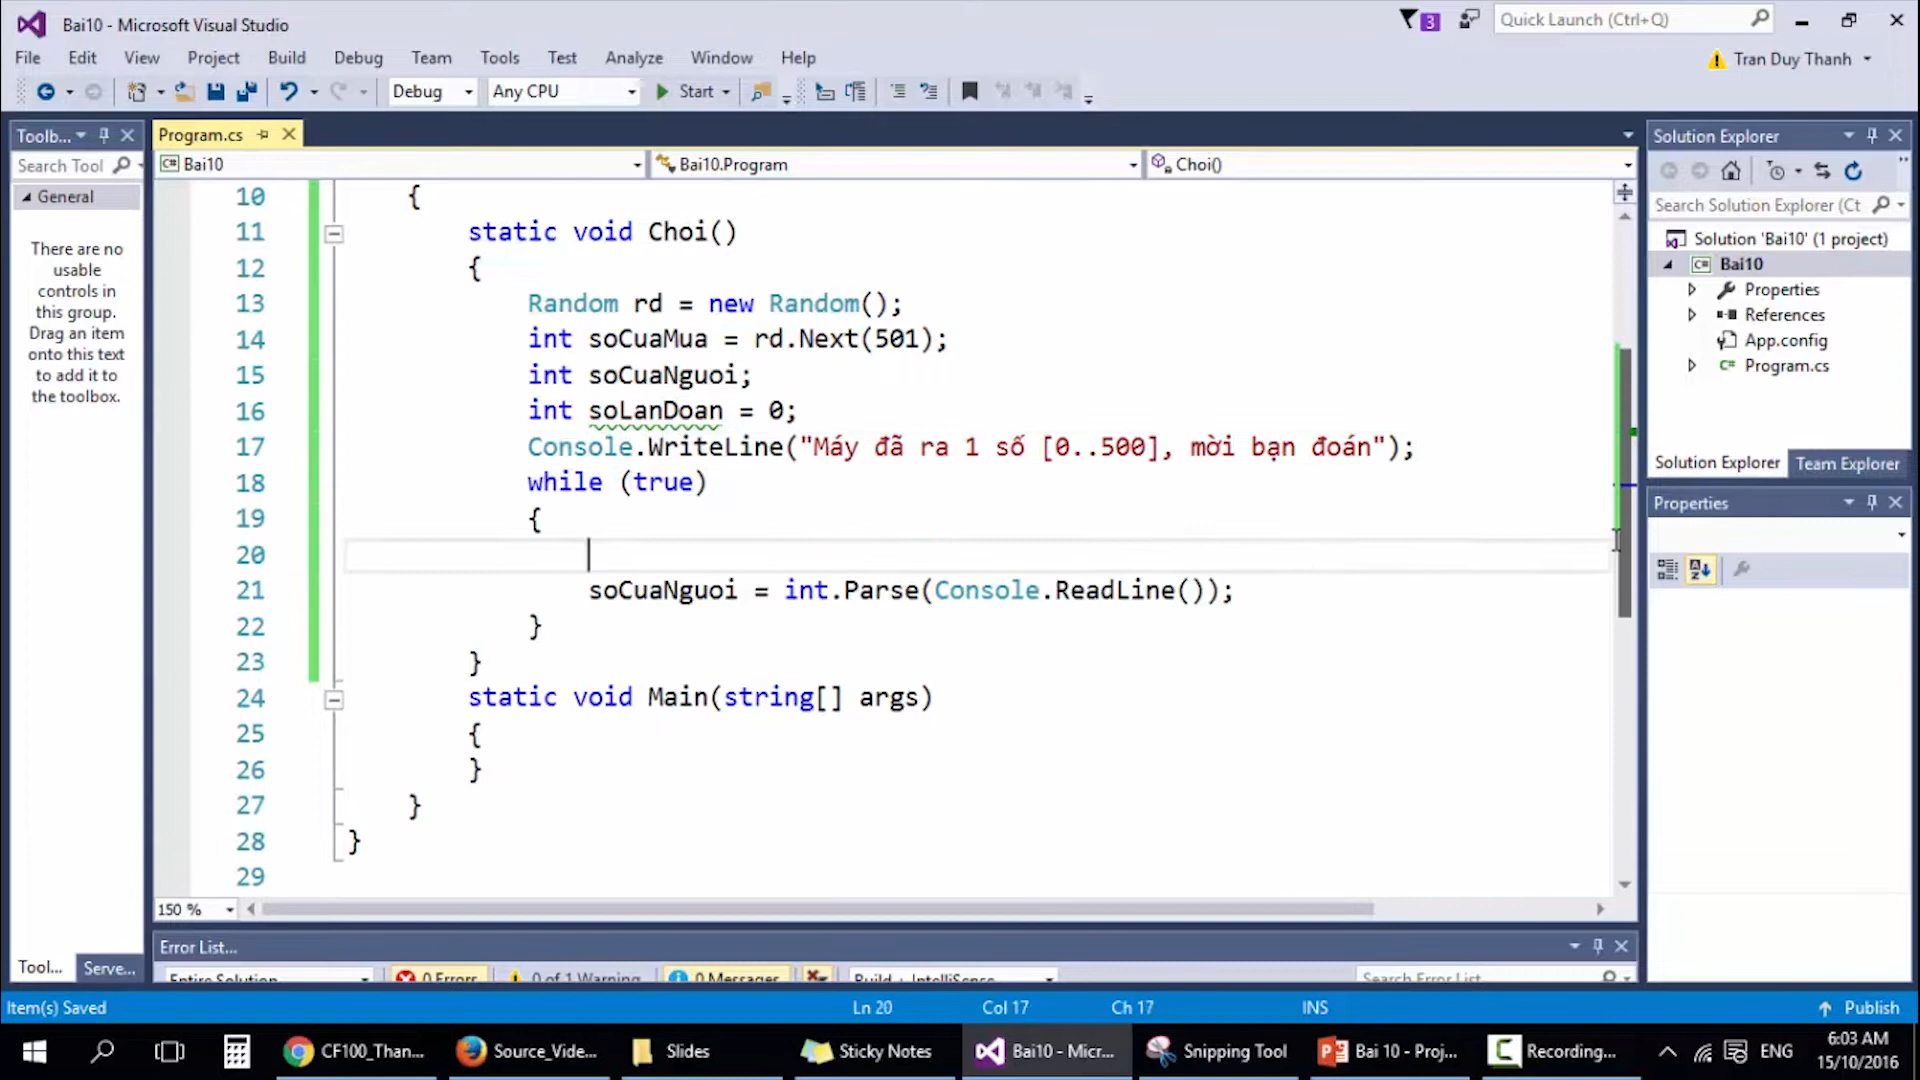 Bai10 - Microsoft Visual Studio
3
Quick Launch (Ctrl+Q)
File Edit View Project Build Debug Team Tools Test Analyze Window Help
Tran Duy Thanh
Debug
Any CPU
Start
Toolb...
Search Tool
General
There are no
usable
controls in
this group.
Drag an item
onto this text
to add it to
the toolbox.
Tool...
Serve...
Program.cs
Bai10
Bai10.Program
Choi()
10 {
11 static void Choi()
12 {
13 Random rd = new Random();
14 int soCuaMua = rd.Next(501);
15 int soCuaNguoi;
16 int soLanDoan = 0;
17 Console.WriteLine("Máy đã ra 1 số [0..500], mời bạn đoán");
18 while (true)
19 {
20
21 soCuaNguoi = int.Parse(Console.ReadLine());
22 }
23 }
24 static void Main(string[] args)
25 {
26 }
27 }
28 }
29
150 %
Error List...
Entire Solution
0 Errors
0 of 1 Warning
0 Messages
Build + IntelliSense
Search Error List
Solution Explorer
Search Solution Explorer (Ct
Solution 'Bai10' (1 project)
Bai10
Properties
References
App.config
Program.cs
Solution Explorer
Team Explorer
Properties
Item(s) Saved
Ln 20
Col 17
Ch 17
INS
Publish
CF100_Than...
Source_Vide...
Slides
Sticky Notes
Bai10 - Micr...
Snipping Tool
Bai 10 - Proj...
Recording...
ENG
6:03 AM
15/10/2016